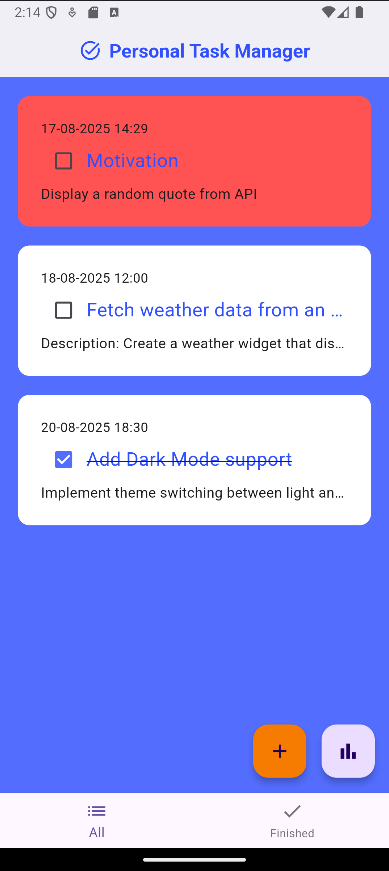 2:14
Personal Task Manager
17-08-2025 14:29
Motivation
Display a random quote from API
18-08-2025 12:00
Fetch weather data from an ...
Description: Create a weather widget that dis...
20-08-2025 18:30
Add Dark Mode support
Implement theme switching between light an...
All
Finished